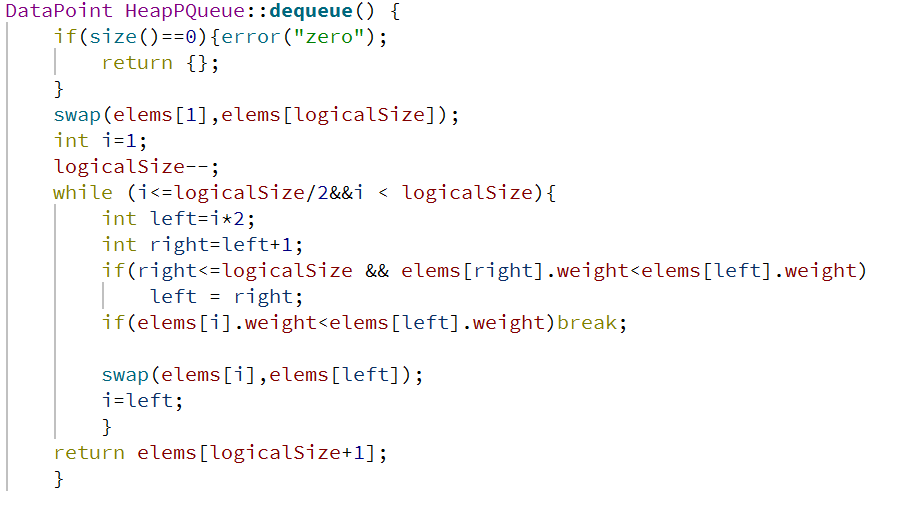 DataPoint HeapPQueue::dequeue() {
    if(size()==0){error("zero");
        return {};
    }
    swap(elems[1],elems[logicalSize]);
    int i=1;
    logicalSize--;
    while (i<=logicalSize/2&&i < logicalSize){
        int left=i*2;
        int right=left+1;
        if(right<=logicalSize && elems[right].weight<elems[left].weight)
            left = right;
        if(elems[i].weight<elems[left].weight)break;
        swap(elems[i],elems[left]);
        i=left;
        }
    return elems[logicalSize+1];
    }